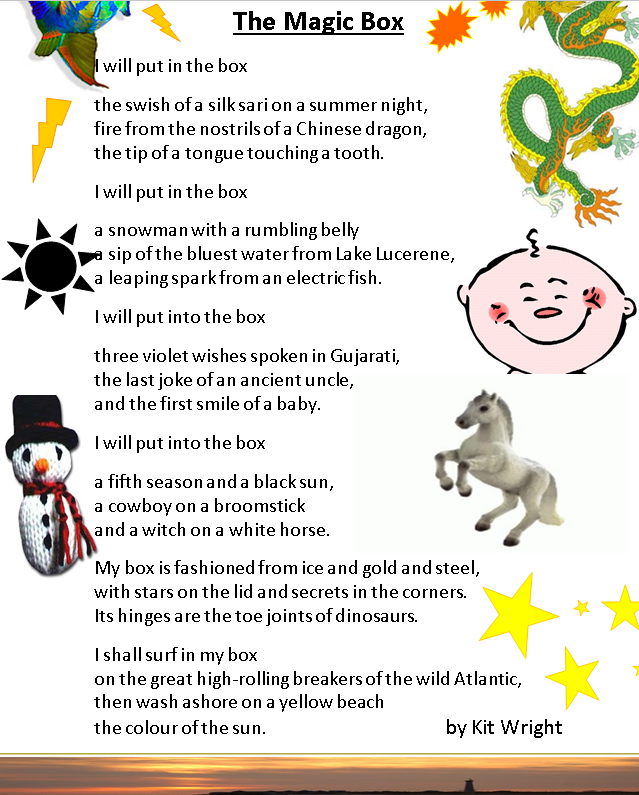 The Magic Box
I will put in the box
the swish of a silk sari on a summer night,
fire from the nostrils of a Chinese dragon,
the tip of a tongue touching a tooth.
I will put in the box
a snowman with a rumbling belly
a sip of the bluest water from Lake Lucerene,
a leaping spark from an electric fish.
I will put into the box
three violet wishes spoken in Gujarati,
the last joke of an ancient uncle,
and the first smile of a baby.
I will put into the box
a fifth season and a black sun,
a cowboy on a broomstick
and a witch on a white horse.
My box is fashioned from ice and gold and steel,
with stars on the lid and secrets in the corners.
Its hinges are the toe joints of dinosaurs.
I shall surf in my box
on the great high-rolling breakers of the wild Atlantic,
then wash ashore on a yellow beach
the colour of the sun. by Kit Wright